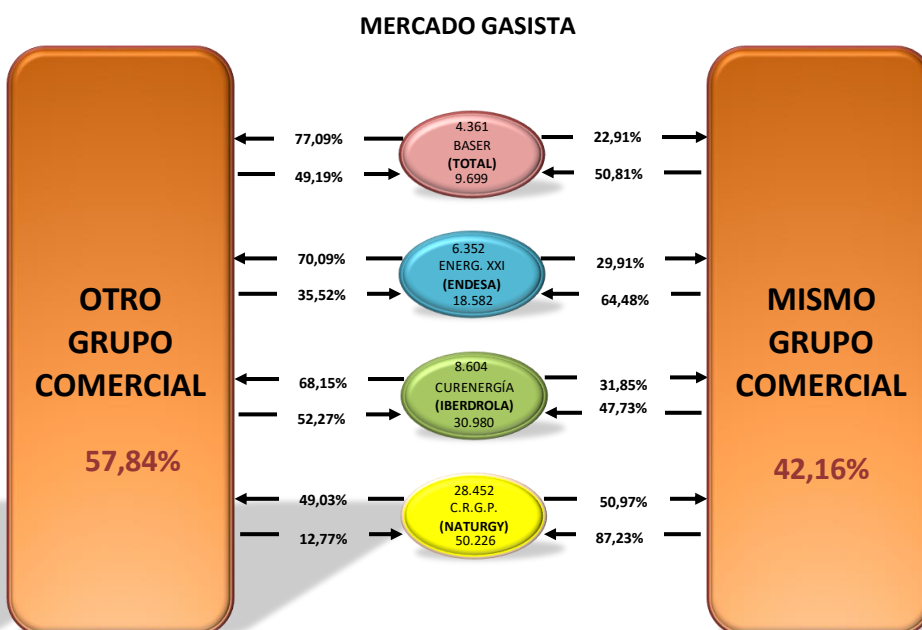 MERCADO GASISTA
OTRO
GRUPO
COMERCIAL
57,84%
77,09%
49,19%
4.361
BASER
(TOTAL)
9.699
22,91%
50,81%
70,09%
35,52%
6.352
ENERG. XXI
(ENDESA)
18.582
29,91%
64,48%
68,15%
52,27%
8.604
CURENERGÍA
(IBERDROLA)
30.980
31,85%
47,73%
49,03%
12,77%
28.452
C.R.G.P.
(NATURGY)
50.226
50,97%
87,23%
MISMO
GRUPO
COMERCIAL
42,16%